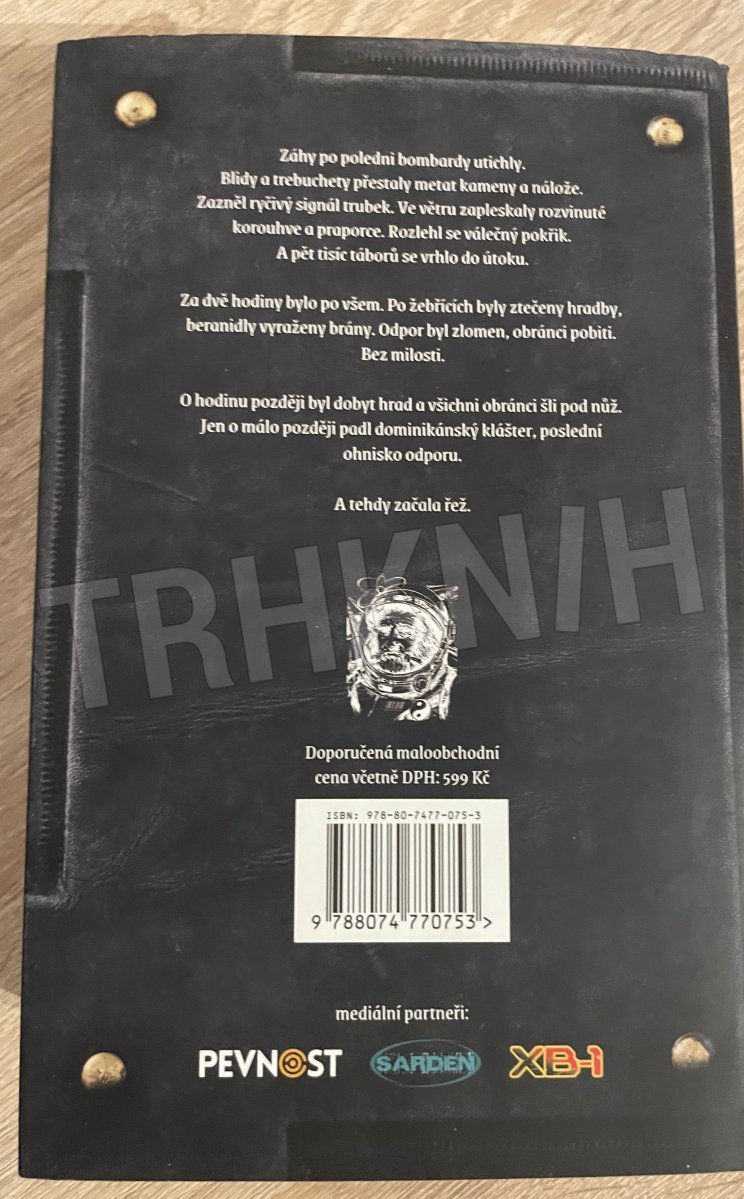 Záhy po poledni bombardy utichly.
Blidy a trebuchety přestaly metat kameny a nálože.
Zazněl ryčivý signál trubek. Ve větru zapleskaly rozvinuté
korouhve a praporce. Rozlehl se válečný pokřik.
A pět tisíc táborů se vrhlo do útoku.
Za dvě hodiny bylo po všem. Po žebřících byly ztečeny hradby,
beranidly vyraženy brány. Odpor byl zlomen, obránci pobiti.
Bez milosti.
O hodinu později byl dobyt hrad a všichni obránci šli pod nůž.
Jen o málo později padl dominikánský klášter, poslední
ohnisko odporu.
A tehdy začala řež.
TRHKNIH
Doporučená maloobchodní
cena včetně DPH: 599 Kč
ISBN: 978-80-7477-075-3
9 788074 770753 >
mediální partneři:
PEVNOST SARDEN XB-1